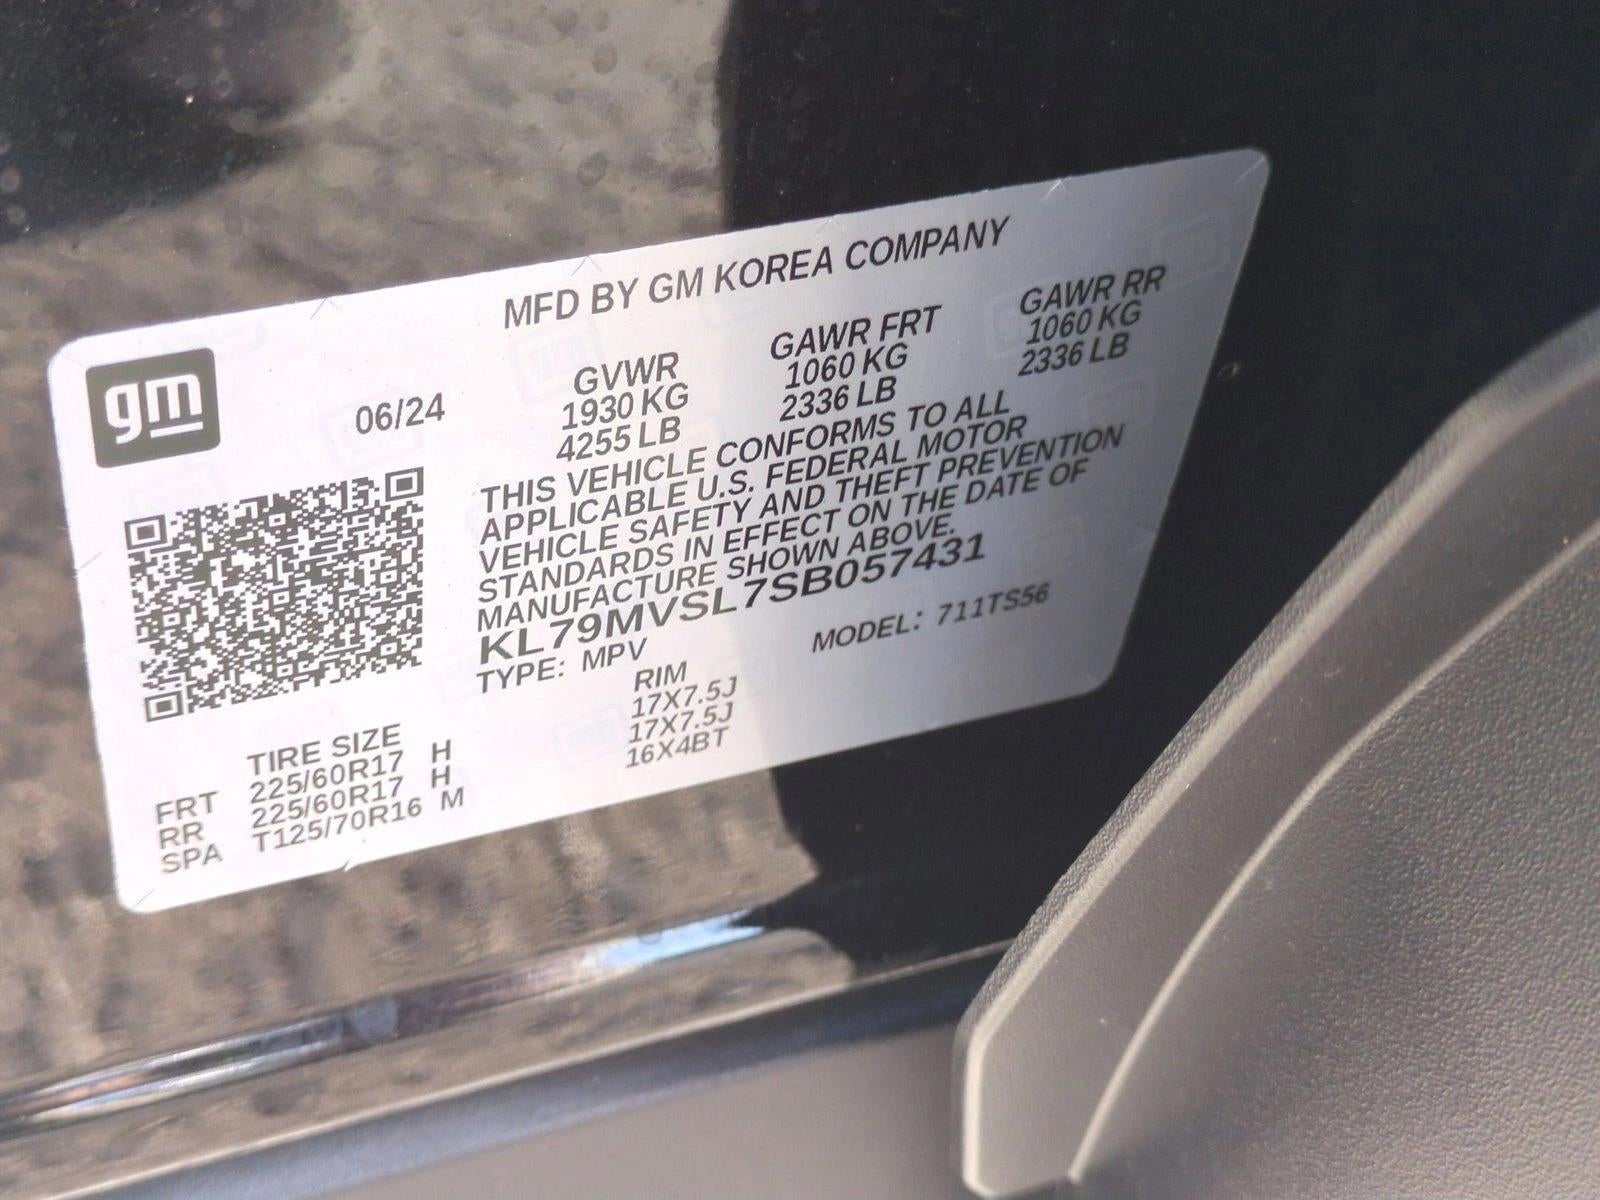 MFD BY GM KOREA COMPANY
gm
06/24
GVWR GAWR FRT GAWR RR
1930 KG 1060 KG 1060 KG
4255 LB 2336 LB 2336 LB
THIS VEHICLE CONFORMS TO ALL
APPLICABLE U.S. FEDERAL MOTOR
VEHICLE SAFETY AND THEFT PREVENTION
STANDARDS IN EFFECT ON THE DATE OF
MANUFACTURE SHOWN ABOVE.
KL79MVSL7SB057431
TYPE: MPV MODEL: 711TS56
TIRE SIZE RIM
FRT 225/60R17 H 17X7.5J
RR 225/60R17 H 17X7.5J
SPA T125/70R16 M 16X4BT